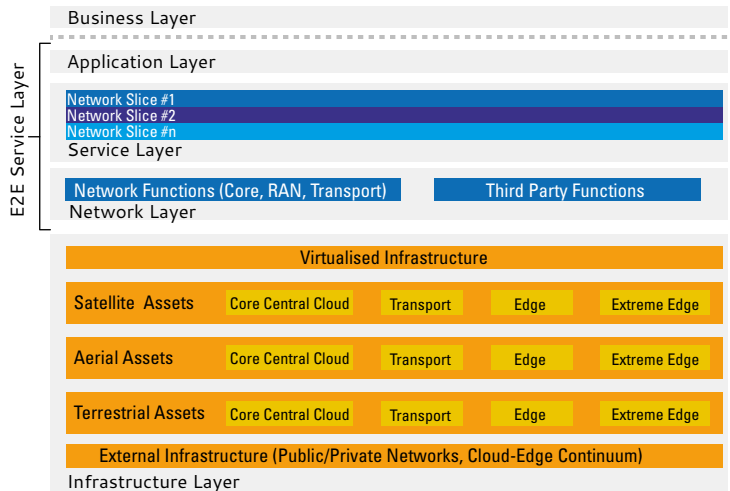 Business Layer
E2E Service Layer
Application Layer
Network Slice #1
Network Slice #2
Network Slice #n
Service Layer
Network Functions (Core, RAN, Transport) Third Party Functions
Network Layer
Virtualised Infrastructure
Satellite Assets Core Central Cloud Transport Edge Extreme Edge
Aerial Assets Core Central Cloud Transport Edge Extreme Edge
Terrestrial Assets Core Central Cloud Transport Edge Extreme Edge
External Infrastructure (Public/Private Networks, Cloud-Edge Continuum)
Infrastructure Layer